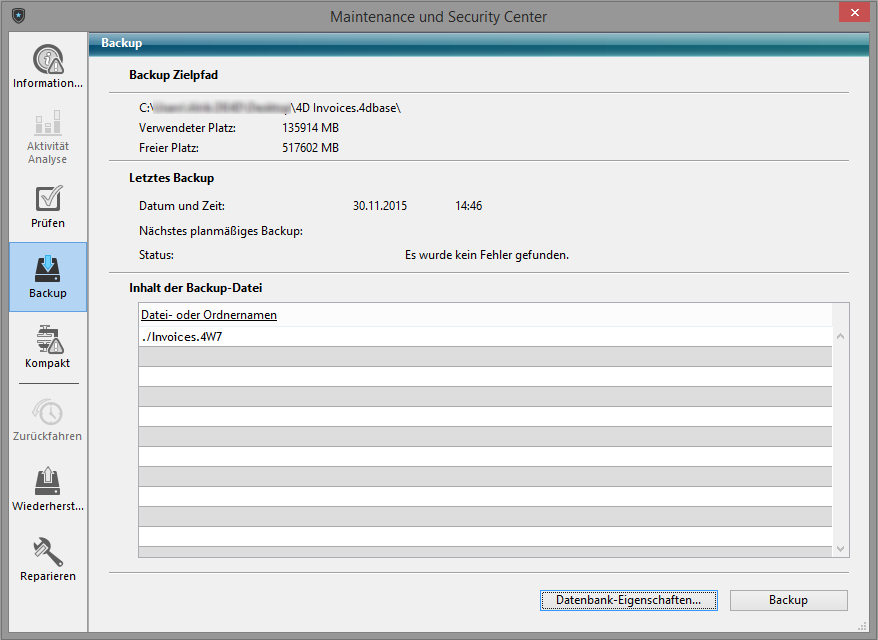 Maintenance und Security Center
Information...
Aktivität
Analyse
Prüfen
Backup
Kompakt
Zurückfahren
Wiederherst...
Reparieren
Backup
Backup Zielpfad
C:\ \4D Invoices.4dbase\
Verwendeter Platz: 135914 MB
Freier Platz: 517602 MB
Letztes Backup
Datum und Zeit: 30.11.2015 14:46
Nächstes planmäßiges Backup:
Status: Es wurde kein Fehler gefunden.
Inhalt der Backup-Datei
Datei- oder Ordnernamen
./Invoices.4W7
Datenbank-Eigenschaften... Backup